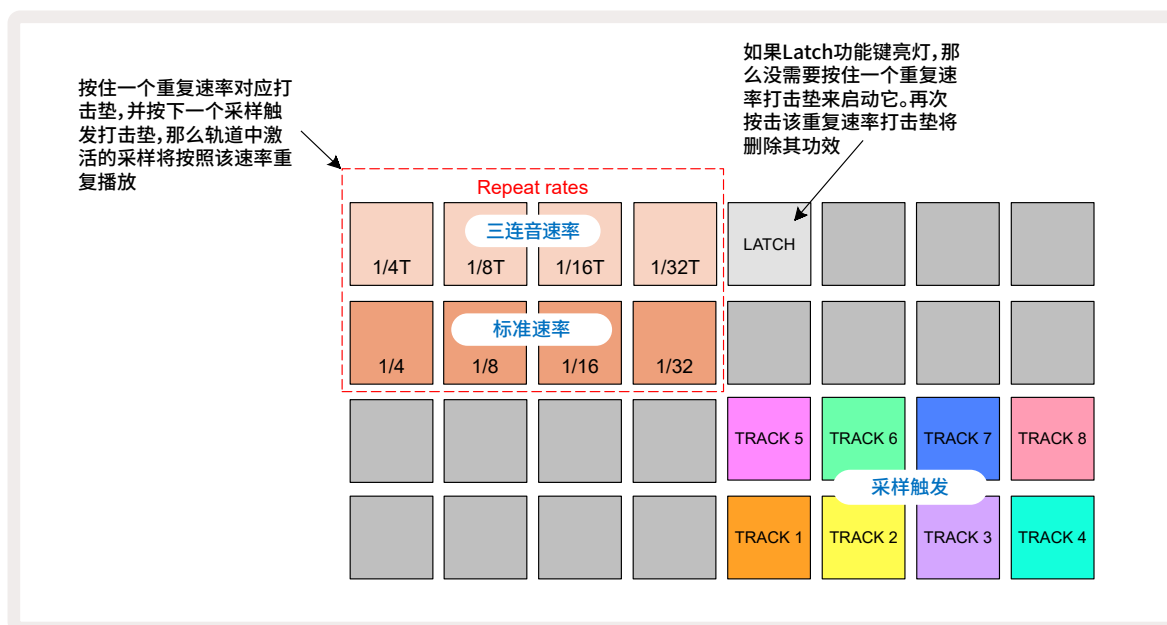 按住一个重复速率对应打
击垫，并按下一个采样触
发打击垫，那么轨道中激
活的采样将按照该速率重
复播放
如果Latch功能键亮灯，那
么没需要按住一个重复速
率打击垫来启动它。再次
按击该重复速率打击垫将
删除其功效
Repeat rates
三连音速率
1/4T 1/8T 1/16T 1/32T LATCH
标准速率
1/4 1/8 1/16 1/32
TRACK 5 TRACK 6 TRACK 7 TRACK 8
采样触发
TRACK 1 TRACK 2 TRACK 3 TRACK 4